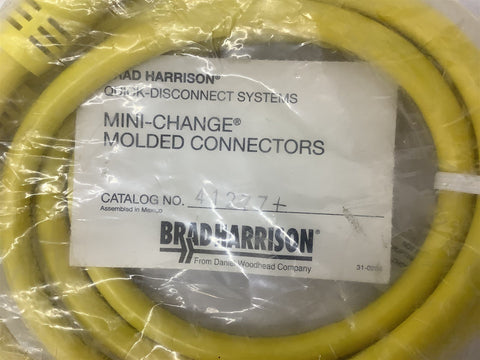 BRAD HARRISON®
QUICK-DISCONNECT SYSTEMS
MINI-CHANGE®
MOLDED CONNECTORS
CATALOG NO. 41277+
Assembled in Mexico
BRAD HARRISON®
From Daniel Woodhead Company